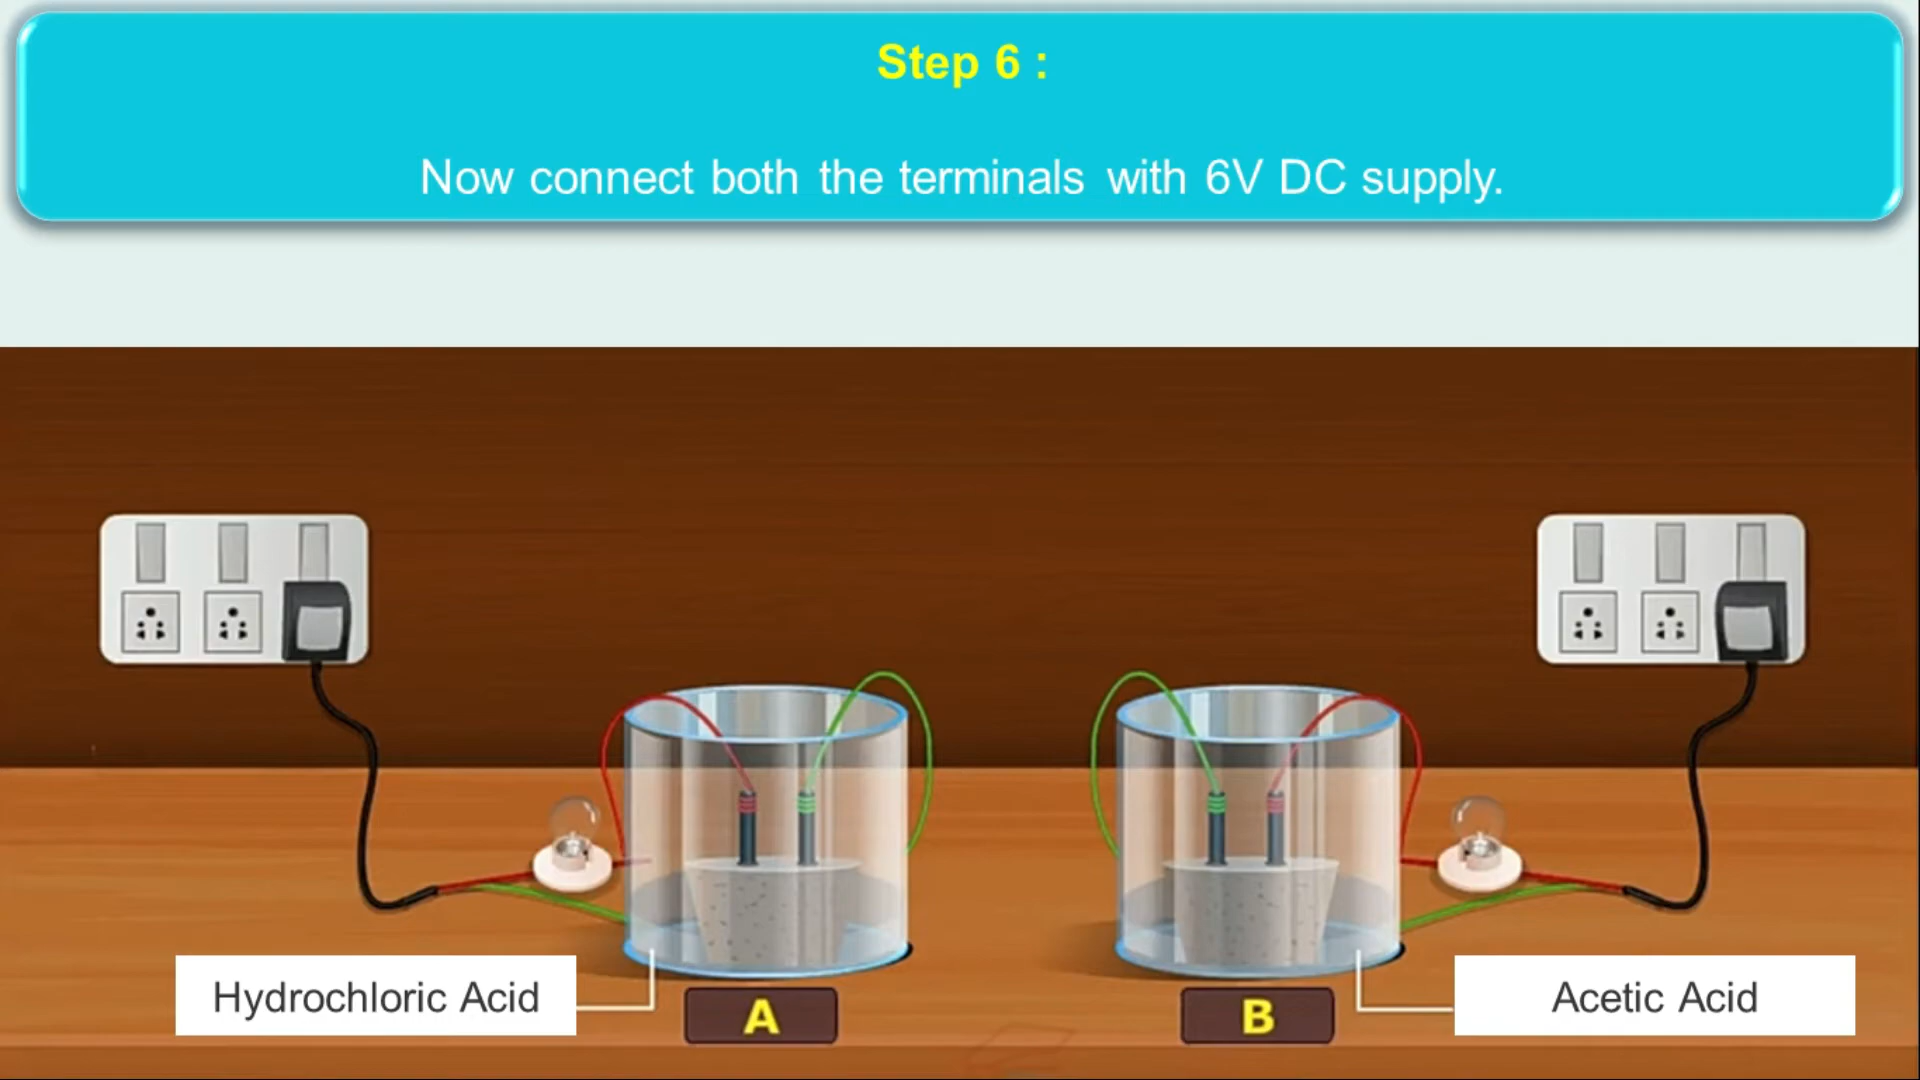 Step 6 :
Now connect both the terminals with 6V DC supply.
Hydrochloric Acid
A
B
Acetic Acid